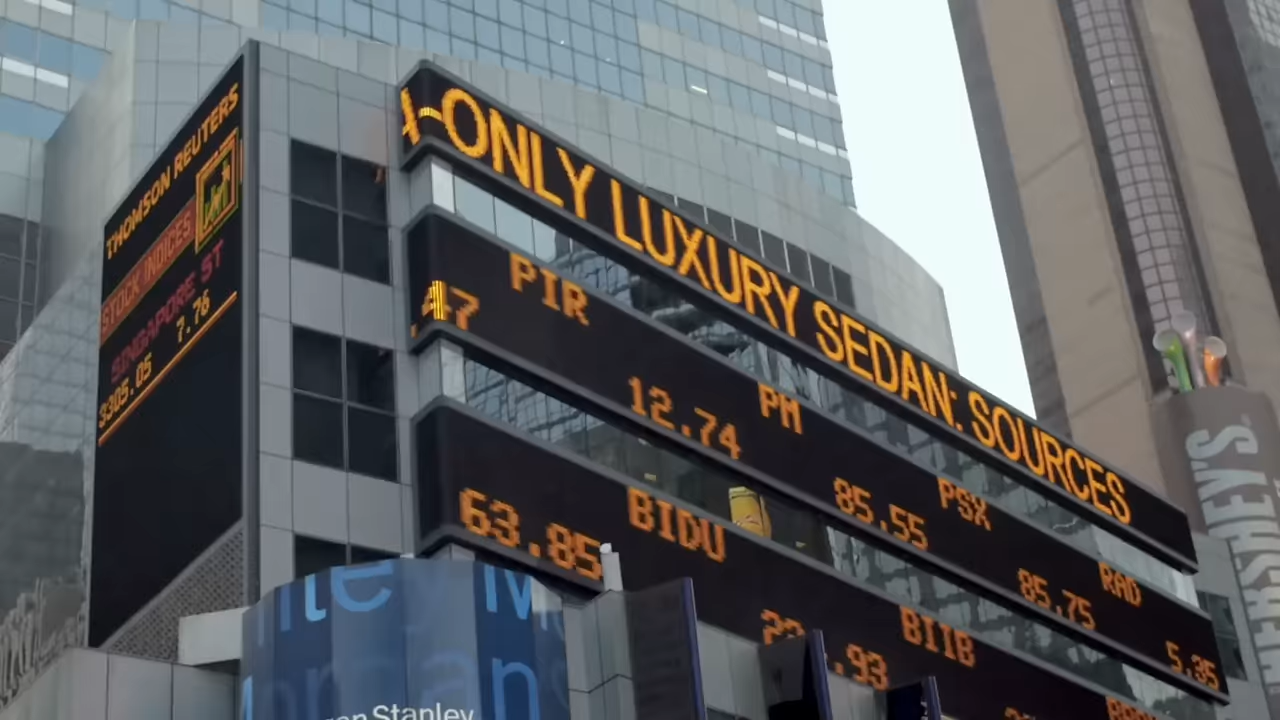 THOMSON REUTERS
STOCK INDICES
SINGAPORE ST
3305.05 7.76
-ONLY LUXURY SEDAN: SOURCES
.47 PIR 12.74 PM 85.55 PSX 85.75 RAD 5.35
63.85 BIDU .93 BIIB
Stanley
HERSHEY'S